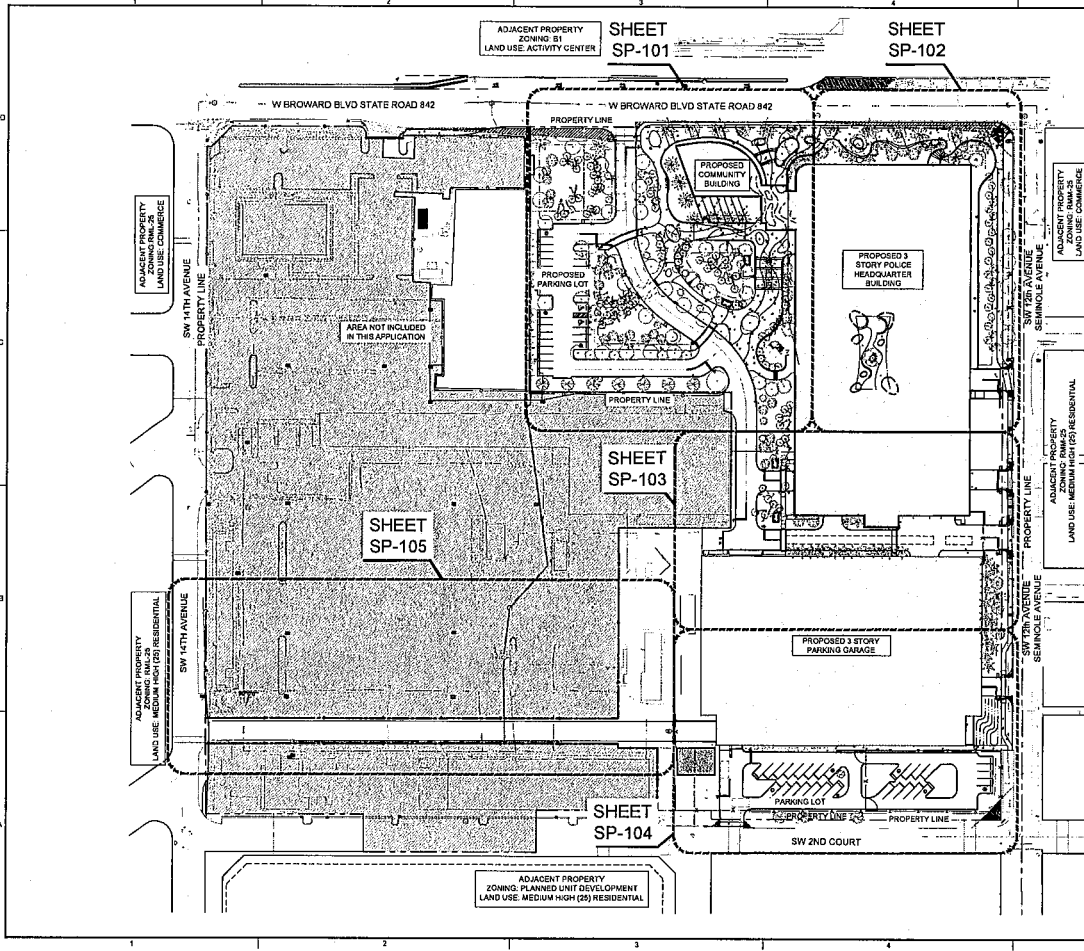 1
2
3
4
ADJACENT PROPERTY
ZONING: B1
LAND USE: ACTIVITY CENTER
SHEET
SP-101
SHEET
SP-102
W BROWARD BLVD STATE ROAD 842
W BROWARD BLVD STATE ROAD 842
PROPERTY LINE
D
PROPOSED
COMMUNITY
BUILDING
ADJACENT PROPERTY
ZONING: RML-25
LAND USE: COMMERCE
SW 14TH AVENUE
PROPERTY LINE
ADJACENT PROPERTY
ZONING: RMM-25
LAND USE: COMMERCE
SW 12th AVENUE
SEMINOLE AVENUE
PROPOSED 3
STORY POLICE
HEADQUARTER
BUILDING
PROPOSED
PARKING LOT
AREA NOT INCLUDED
IN THIS APPLICATION
C
PROPERTY LINE
SHEET
SP-103
ADJACENT PROPERTY
ZONING: RMM-25
LAND USE: MEDIUM HIGH (25) RESIDENTIAL
PROPERTY LINE
SHEET
SP-105
B
SW 14TH AVENUE
ADJACENT PROPERTY
ZONING: RML-25
LAND USE: MEDIUM HIGH (25) RESIDENTIAL
PROPOSED 3 STORY
PARKING GARAGE
SW 12th AVENUE
SEMINOLE AVENUE
PARKING LOT
SHEET
SP-104
PROPERTY LINE
PROPERTY LINE
A
SW 2ND COURT
ADJACENT PROPERTY
ZONING: PLANNED UNIT DEVELOPMENT
LAND USE: MEDIUM HIGH (25) RESIDENTIAL
1
2
3
4